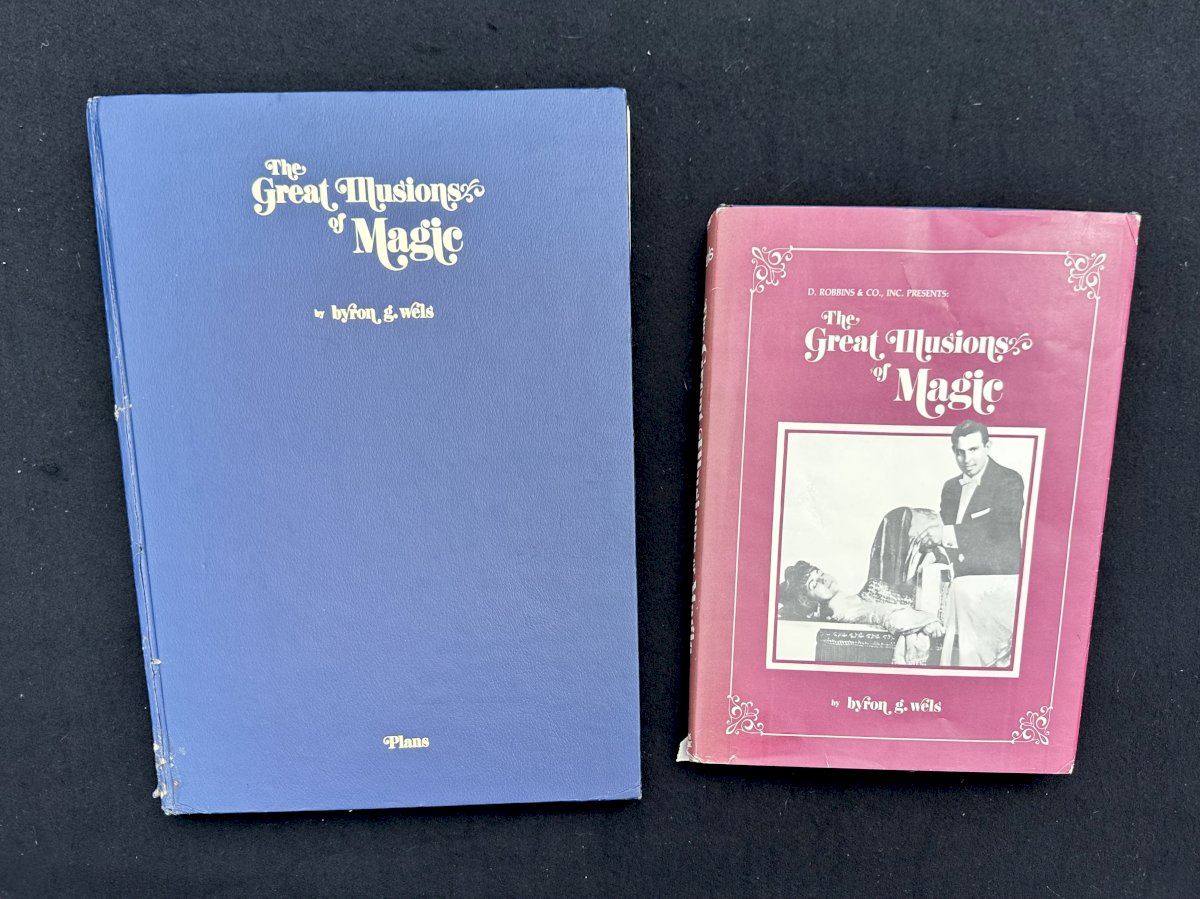 The
Great Illusions
of
Magic
by byron g. wels
Plans
D. ROBBINS & CO., INC. PRESENTS:
The
Great Illusions
of
Magic
by byron g. wels